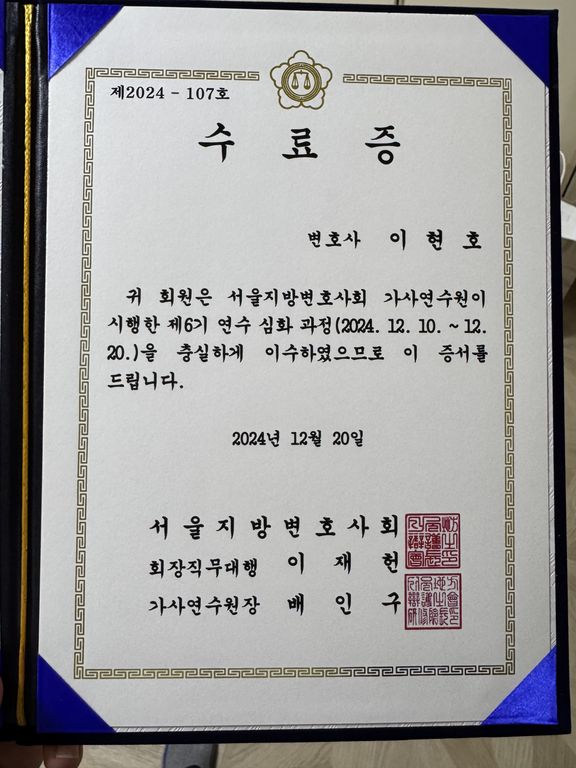 제2024 - 107호
수 료 증
변호사 이 현 호
귀 회원은 서울지방변호사회 가사연수원이
시행한 제6기 연수 심화 과정(2024. 12. 10. ~ 12.
20.)을 충실하게 이수하였으므로 이 증서를
드립니다.
2024년 12월 20일
서 울 지 방 변 호 사 회
회장직무대행 이 재 헌
가사연수원장 배 인 구